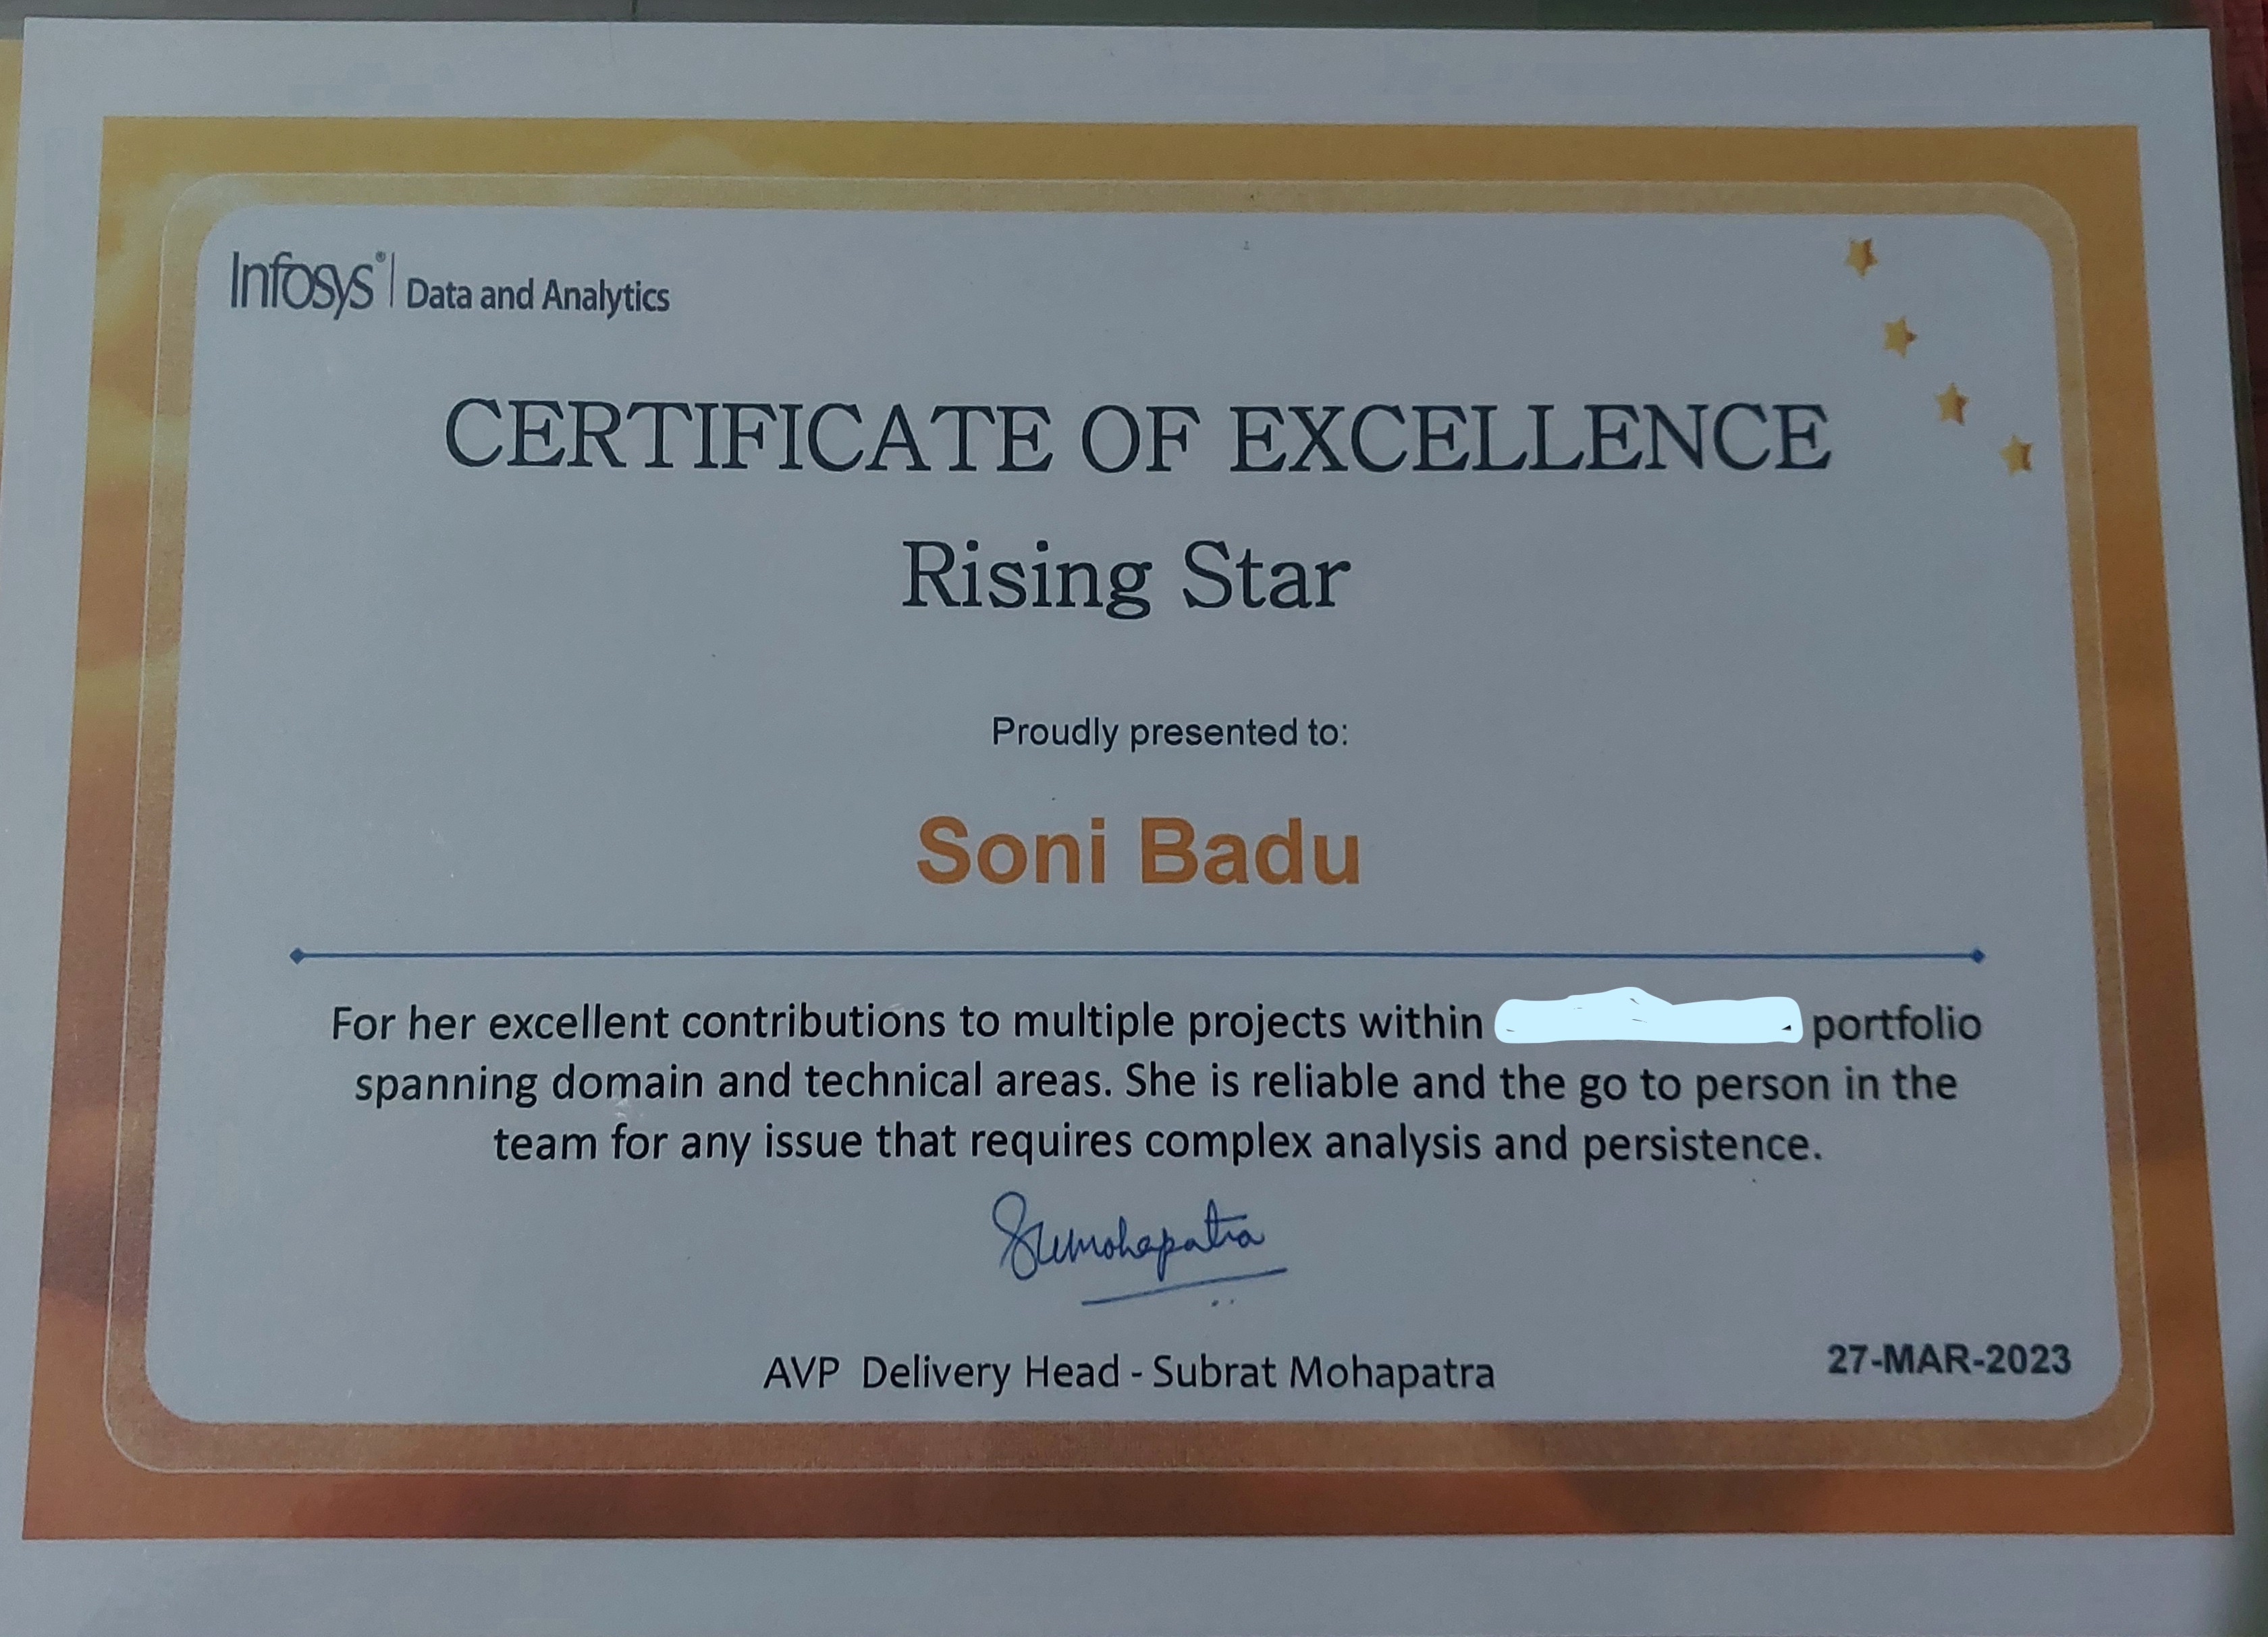 Infosys® | Data and Analytics
CERTIFICATE OF EXCELLENCE
Rising Star
Proudly presented to:
Soni Badu
For her excellent contributions to multiple projects within portfolio
spanning domain and technical areas. She is reliable and the go to person in the
team for any issue that requires complex analysis and persistence.
AVP Delivery Head - Subrat Mohapatra
27-MAR-2023